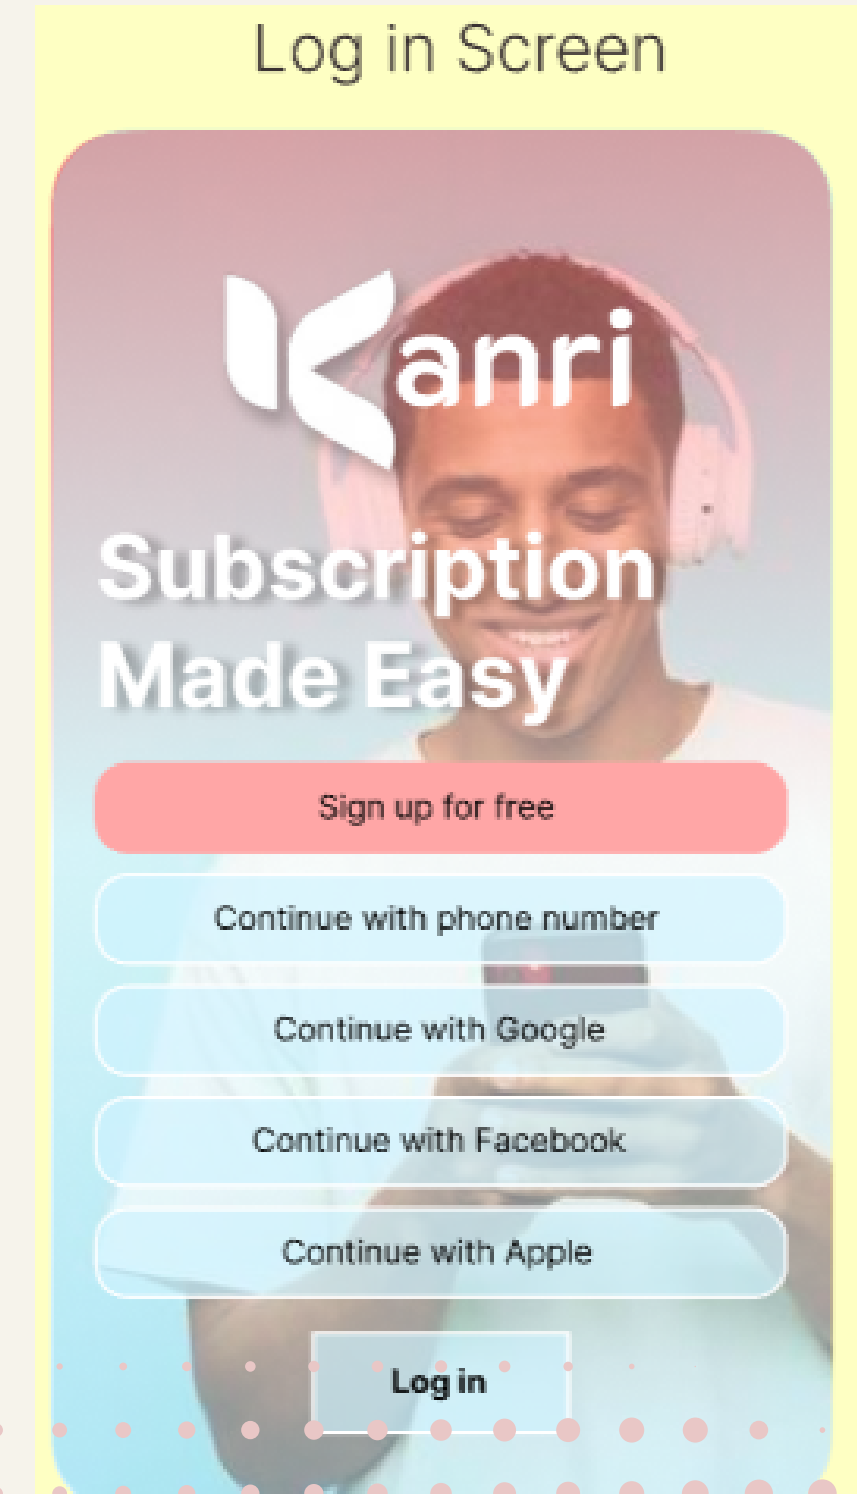 Log in Screen
Kanri
Subscription
Made Easy
Sign up for free
Continue with phone number
Continue with Google
Continue with Facebook
Continue with Apple
Log in